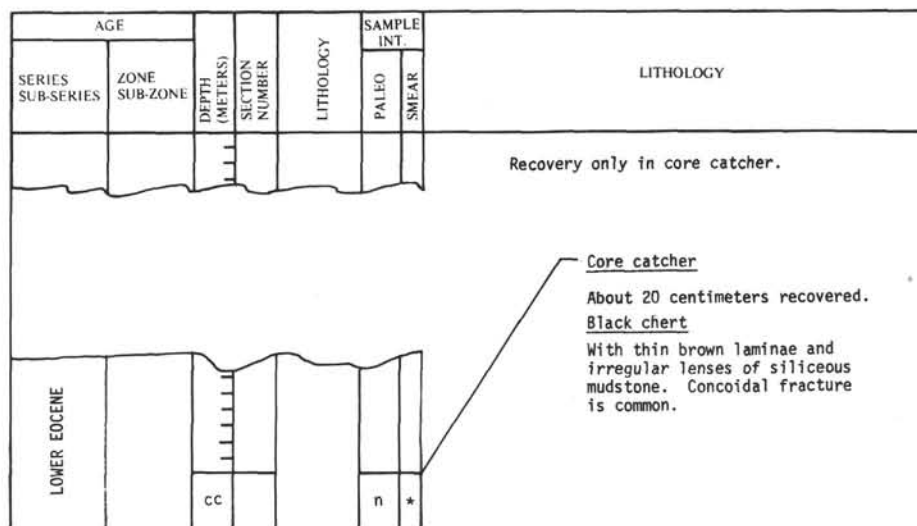 AGE
SERIES
SUB-SERIES
ZONE
SUB-ZONE
DEPTH
(METERS)
SECTION
NUMBER
LITHOLOGY
SAMPLE
INT.
PALEO
SMEAR
LITHOLOGY
Recovery only in core catcher.
Core catcher
About 20 centimeters recovered.
Black chert
With thin brown laminae and
irregular lenses of siliceous
mudstone. Concoidal fracture
is common.
LOWER EOCENE
cc
n
*